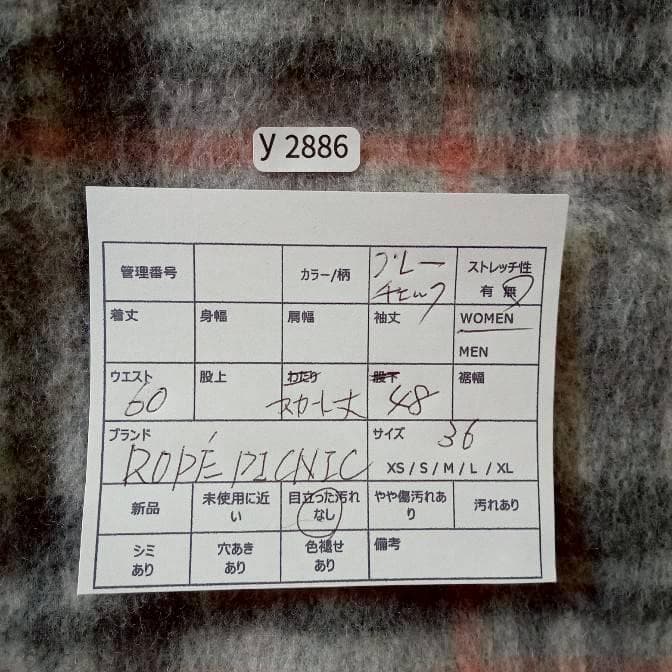 y 2886
管理番号 カラー/柄 グレー チェック ストレッチ性 有 無
着丈 身幅 肩幅 袖丈 WOMEN
MEN
ウエスト 60 股上 わたり スカート丈 股下 48 裾幅
ブランド ROPÉ PICNIC サイズ 36
XS / S / M / L / XL
新品 未使用に近い 目立った汚れなし やや傷汚れあり 汚れあり
シミあり 穴あきあり 色褪せあり 備考